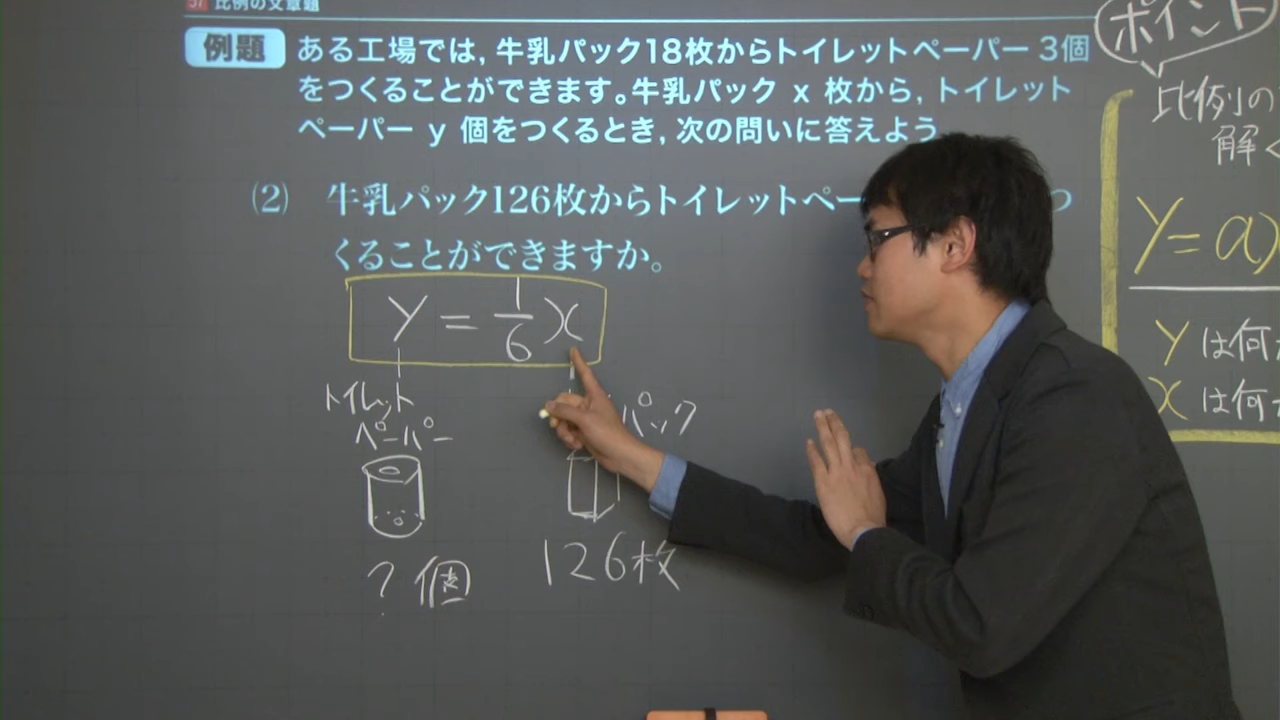 57 比例の文章題
例題 ある工場では,牛乳パック18枚からトイレットペーパー3個
をつくることができます。牛乳パック x 枚から,トイレット
ペーパー y 個をつくるとき,次の問いに答えよう
(2) 牛乳パック126枚からトイレットペー つ
くることができますか。
y = 1/6 x
トイレット
ペーパー
パック
? 個
126枚
ポイント
比例の
解く
y = a
y は何
x は何